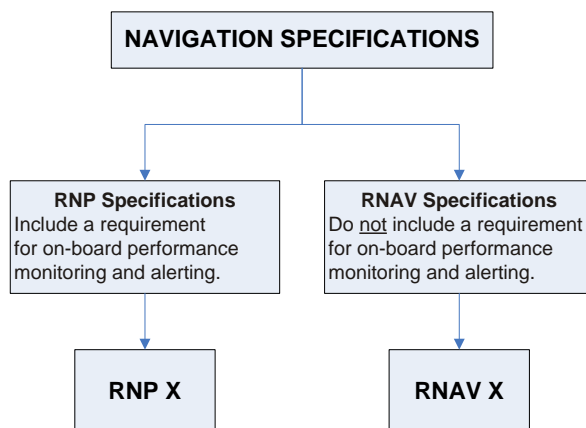 NAVIGATION SPECIFICATIONS
RNP Specifications
Include a requirement
for on-board performance
monitoring and alerting.
RNAV Specifications
Do not include a requirement
for on-board performance
monitoring and alerting.
RNP X
RNAV X